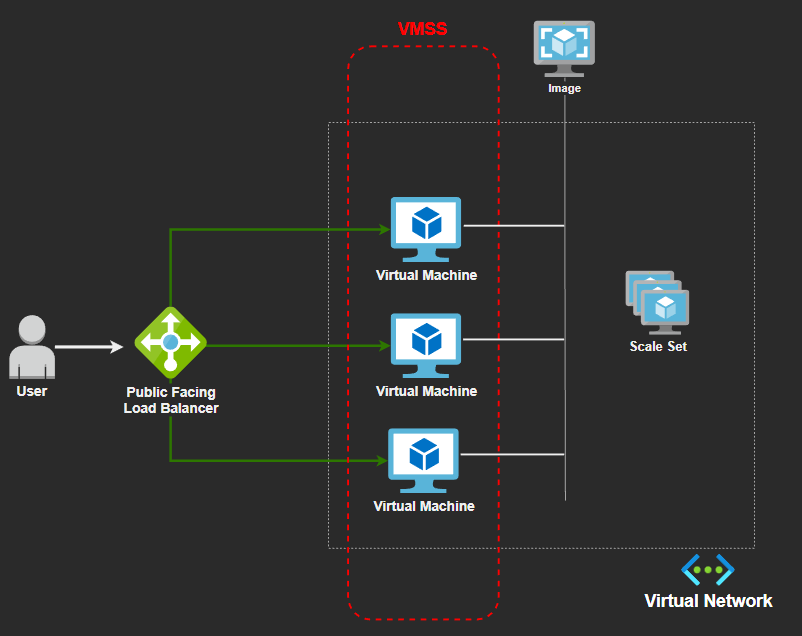 VMSS
Image
Virtual Machine
Scale Set
User
Public Facing
Load Balancer
Virtual Machine
Virtual Machine
Virtual Network